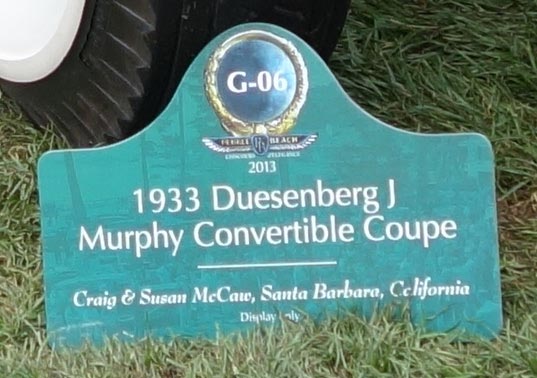 G-06
PEBBLE BEACH
CONCOURS D'ELEGANCE
2013
1933 Duesenberg J
Murphy Convertible Coupe
Craig & Susan McCaw, Santa Barbara, California
Display Only